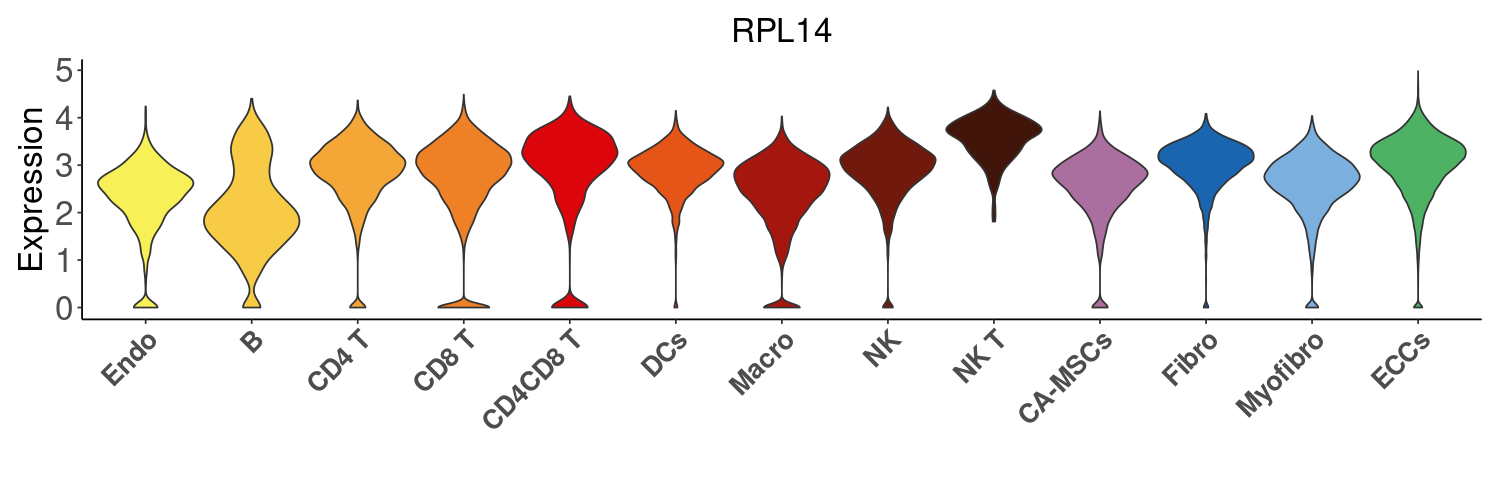 RPL14
Expression
5
4
3
2
1
0
Endo
B
CD4 T
CD8 T
CD4CD8 T
DCs
Macro
NK
NK T
CA-MSCs
Fibro
Myofibro
ECCs